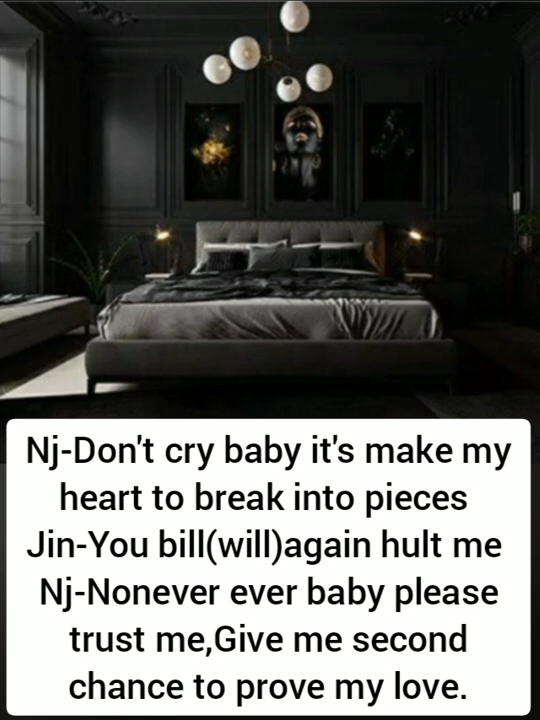 Nj-Don't cry baby it's make my
heart to break into pieces
Jin-You bill(will)again hult me
Nj-Nonever ever baby please
trust me,Give me second
chance to prove my love.